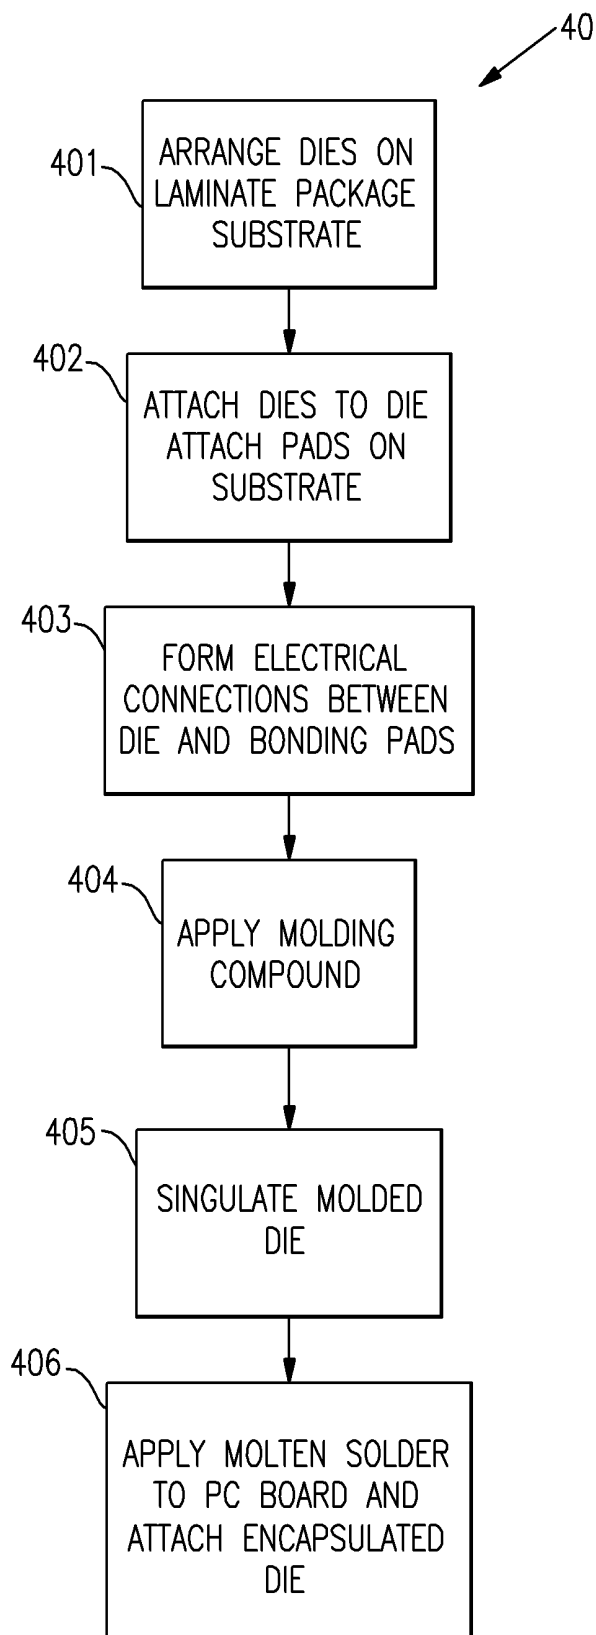 40
401
ARRANGE DIES ON
LAMINATE PACKAGE
SUBSTRATE
402
ATTACH DIES TO DIE
ATTACH PADS ON
SUBSTRATE
403
FORM ELECTRICAL
CONNECTIONS BETWEEN
DIE AND BONDING PADS
404
APPLY MOLDING
COMPOUND
405
SINGULATE MOLDED
DIE
406
APPLY MOLTEN SOLDER
TO PC BOARD AND
ATTACH ENCAPSULATED
DIE